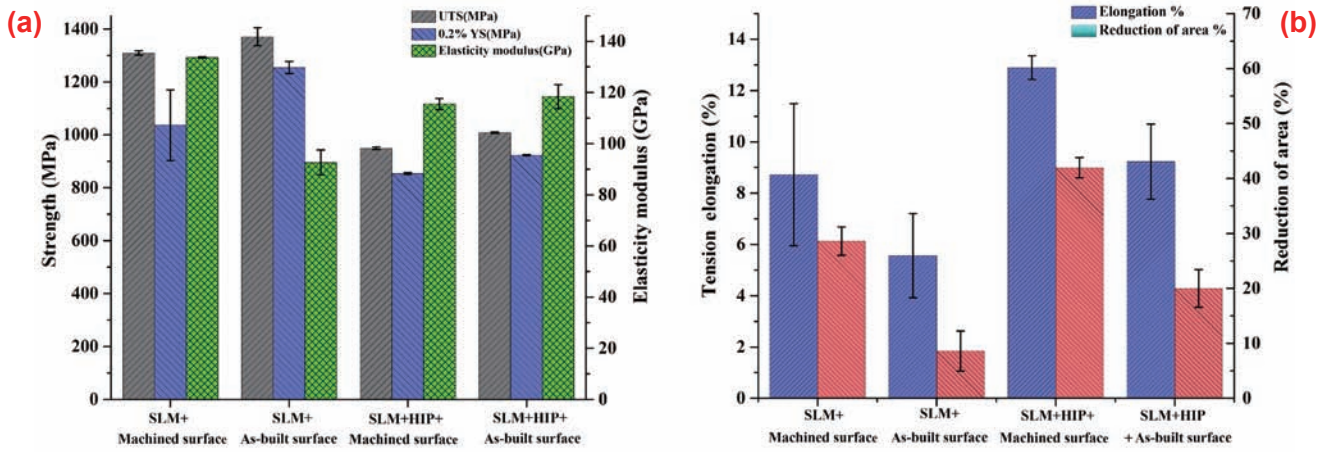 (a)
UTS(MPa)
0.2% YS(MPa)
Elasticity modulus(GPa)
Strength (MPa)
1400
1200
1000
800
600
400
200
0
140
120
100
80
60
40
20
0
Elasticity modulus (GPa)
SLM+
Machined surface
SLM+
As-built surface
SLM+HIP+
Machined surface
SLM+HIP+
As-built surface
(b)
Elongation %
Reduction of area %
Tension elongation (%)
14
12
10
8
6
4
2
0
70
60
50
40
30
20
10
0
Reduction of area (%)
SLM+
Machined surface
SLM+
As-built surface
SLM+HIP+
Machined surface
SLM+HIP
+ As-built surface